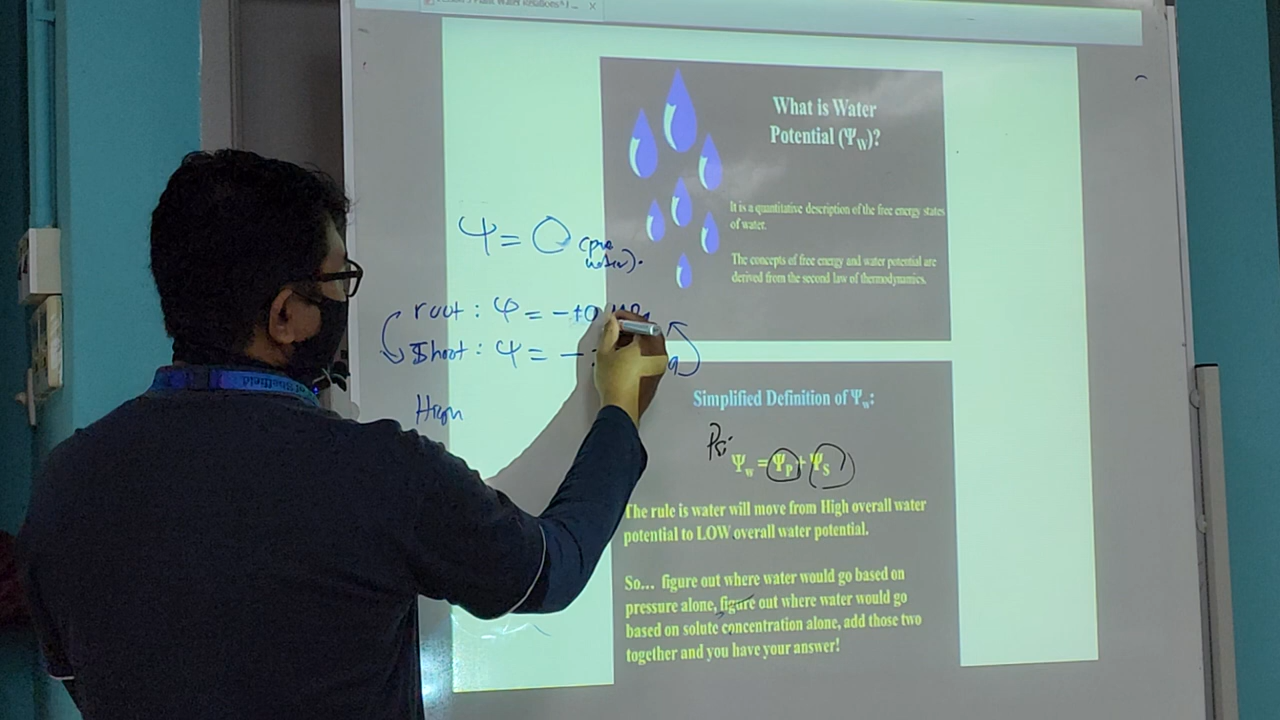 What is Water
Potential (Ψw)?
It is a quantitative description of the free energy states
of water.
The concepts of free energy and water potential are
derived from the second law of thermodynamics.
Ψ = 0 (pure
water).
root : Ψ = -
Shoot : Ψ = -
High
Simplified Definition of Ψw:
Psi
Ψw = ΨP + ΨS
The rule is water will move from High overall water
potential to LOW overall water potential.
So... figure out where water would go based on
pressure alone, figure out where water would go
based on solute concentration alone, add those two
together and you have your answer!